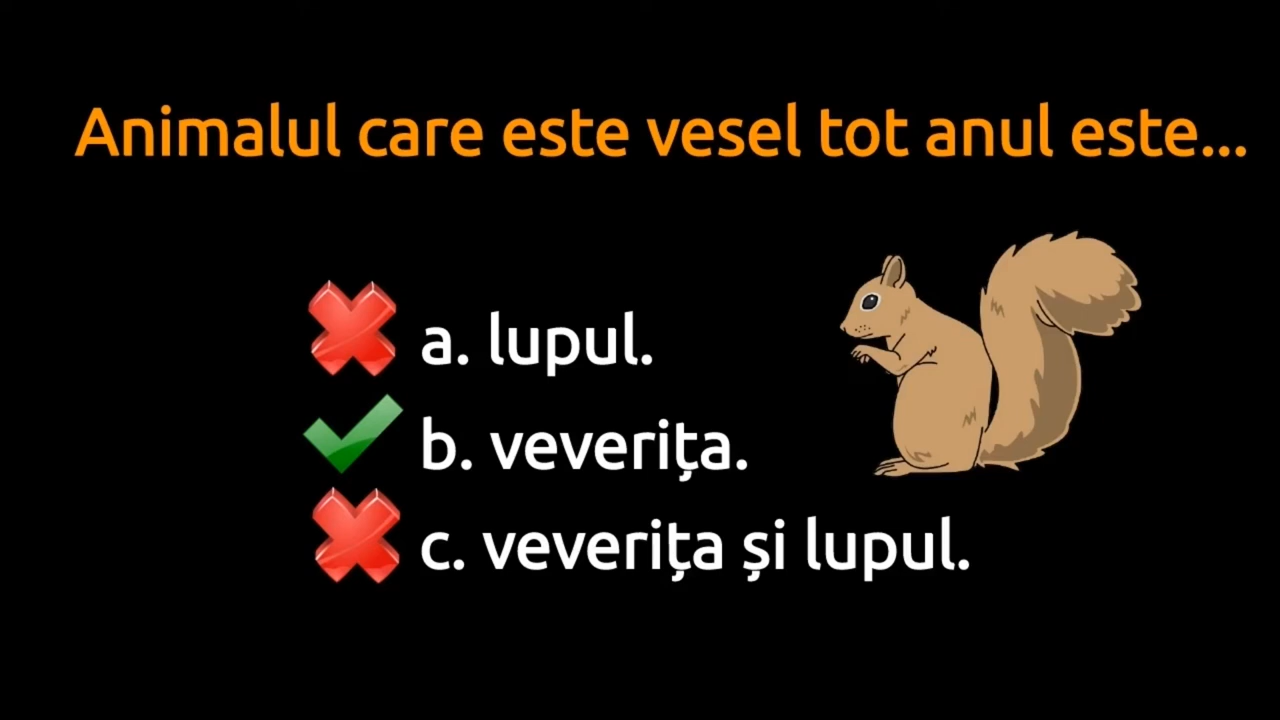 Animalul care este vesel tot anul este...
a. lupul.
b. veverița.
c. veverița și lupul.